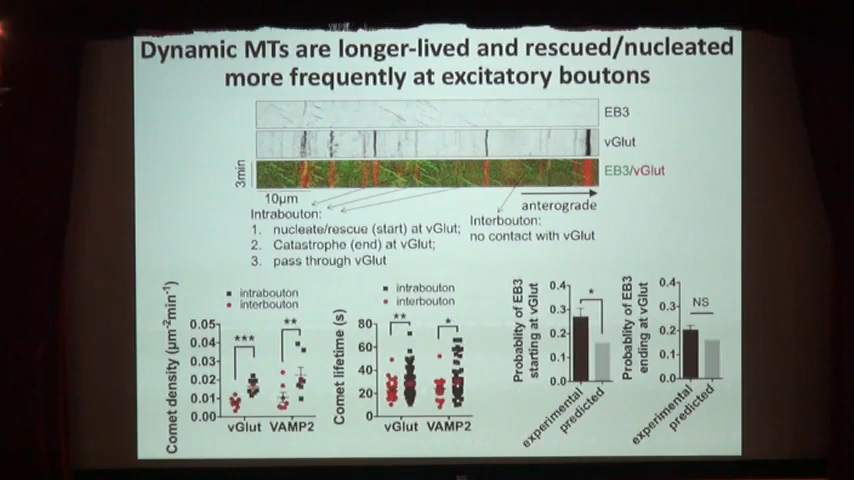 Dynamic MTs are longer-lived and rescued/nucleated
more frequently at excitatory boutons
EB3
vGlut
EB3/vGlut
3min
10μm
anterograde
Intrabouton:
1. nucleate/rescue (start) at vGlut;
2. Catastrophe (end) at vGlut;
3. pass through vGlut
Interbouton:
no contact with vGlut
Comet density (μm-2min-1)
intrabouton
interbouton
0.05
0.04
0.03
0.02
0.01
0.00
***
**
vGlut VAMP2
Comet lifetime (s)
intrabouton
interbouton
80
60
40
20
0
**
*
vGlut VAMP2
Probablity of EB3
starting at vGlut
0.4
0.3
0.2
0.1
0.0
*
experimental
predicted
Probablity of EB3
ending at vGlut
0.4
0.3
0.2
0.1
0.0
NS
experimental
predicted